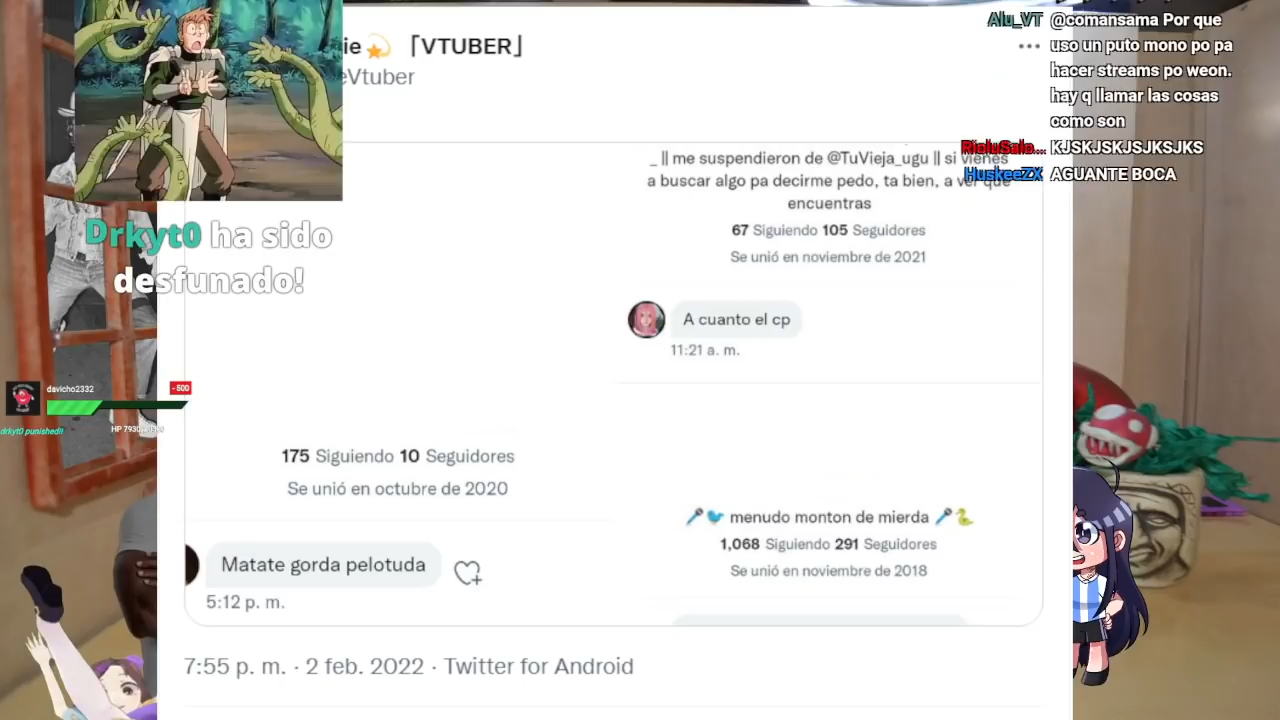 ie 💫 「VTUBER」
eVtuber
_ || me suspendieron de @TuVieja_ugu || si vienes
a buscar algo pa decirme pedo, ta bien, a ver que
encuentras
67 Siguiendo 105 Seguidores
Se unió en noviembre de 2021
A cuanto el cp
11:21 a. m.
175 Siguiendo 10 Seguidores
Se unió en octubre de 2020
Matate gorda pelotuda
5:12 p. m.
🎤🐦 menudo monton de mierda 🎤🐍
1,068 Siguiendo 291 Seguidores
Se unió en noviembre de 2018
7:55 p. m. · 2 feb. 2022 · Twitter for Android
Drkyt0 ha sido
desfunado!
davicho2332
-500
drkyt0 punished!!
Alu_VT @comansama Por que
uso un puto mono po pa
hacer streams po weon.
hay q llamar las cosas
como son
RioluSalo... KJSKJSKJSJKSJKS
HuskeeZX AGUANTE BOCA